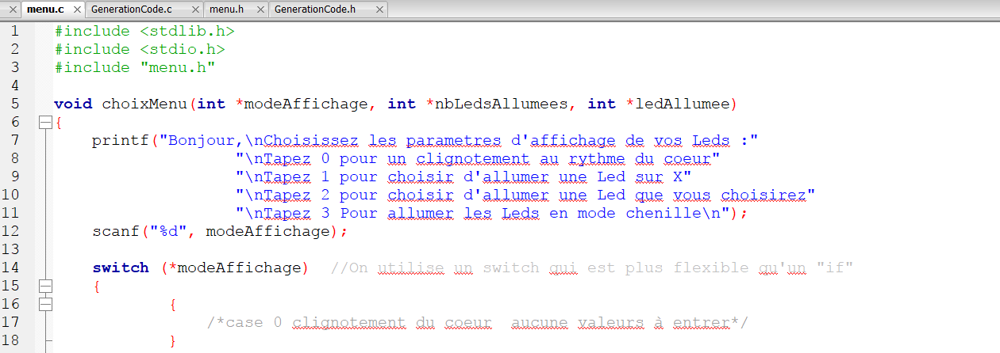 menu.c GenerationCode.c menu.h GenerationCode.h
1 #include <stdlib.h>
2 #include <stdio.h>
3 #include "menu.h"
4
5 void choixMenu(int *modeAffichage, int *nbLedsAllumees, int *ledAllumee)
6 {
7 printf("Bonjour,\nChoisissez les parametres d'affichage de vos Leds :"
8 "\nTapez 0 pour un clignotement au rythme du coeur"
9 "\nTapez 1 pour choisir d'allumer une Led sur X"
10 "\nTapez 2 pour choisir d'allumer une Led que vous choisirez"
11 "\nTapez 3 Pour allumer les Leds en mode chenille\n");
12 scanf("%d", modeAffichage);
13
14 switch (*modeAffichage) //On utilise un switch qui est plus flexible qu'un "if"
15 {
16 {
17 /*case 0 clignotement du coeur aucune valeurs à entrer*/
18 }